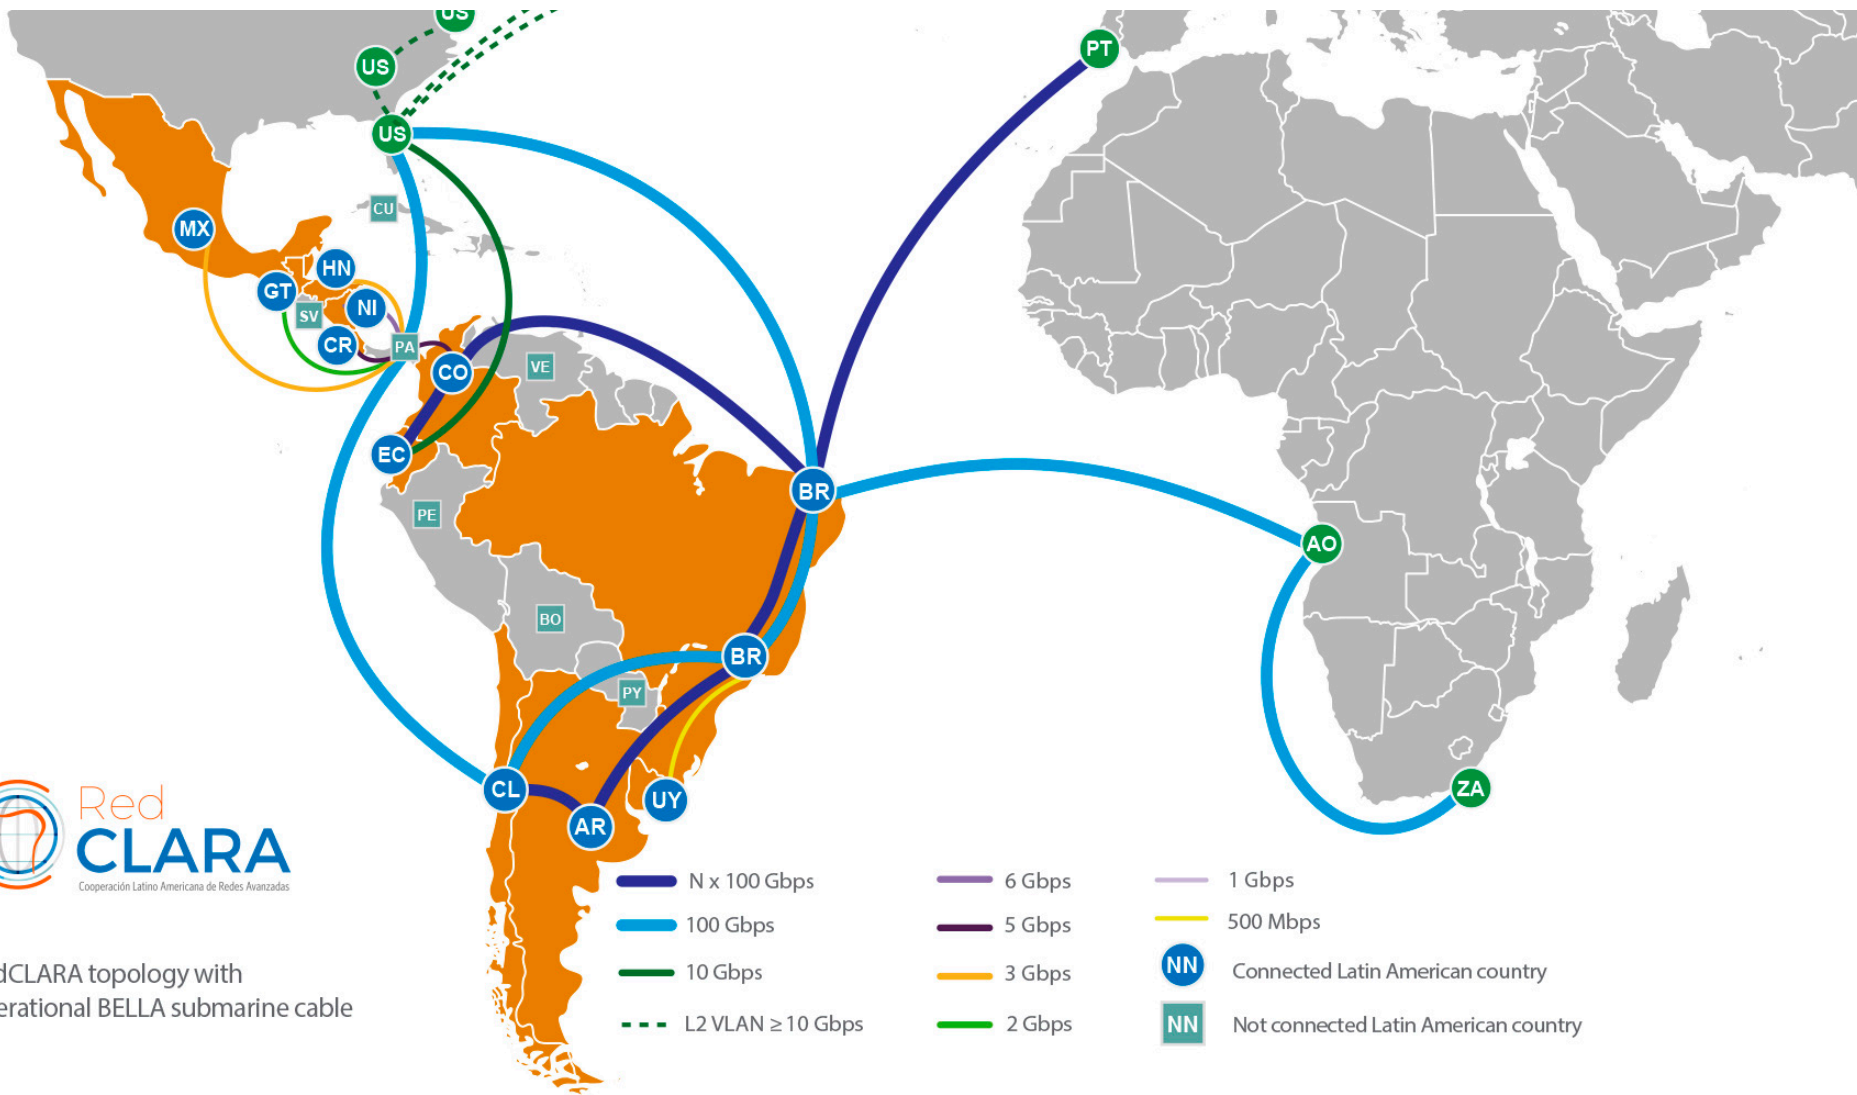 US
US
US
PT
CU
MX
HN
GT
NI
SV
CR
PA
CO
VE
EC
BR
PE
AO
BO
BR
PY
CL
UY
AR
ZA
Red
CLARA
Cooperación Latino Americana de Redes Avanzadas
dCLARA topology with
erational BELLA submarine cable
N x 100 Gbps
100 Gbps
10 Gbps
L2 VLAN ≥ 10 Gbps
6 Gbps
5 Gbps
3 Gbps
2 Gbps
1 Gbps
500 Mbps
NN Connected Latin American country
NN Not connected Latin American country